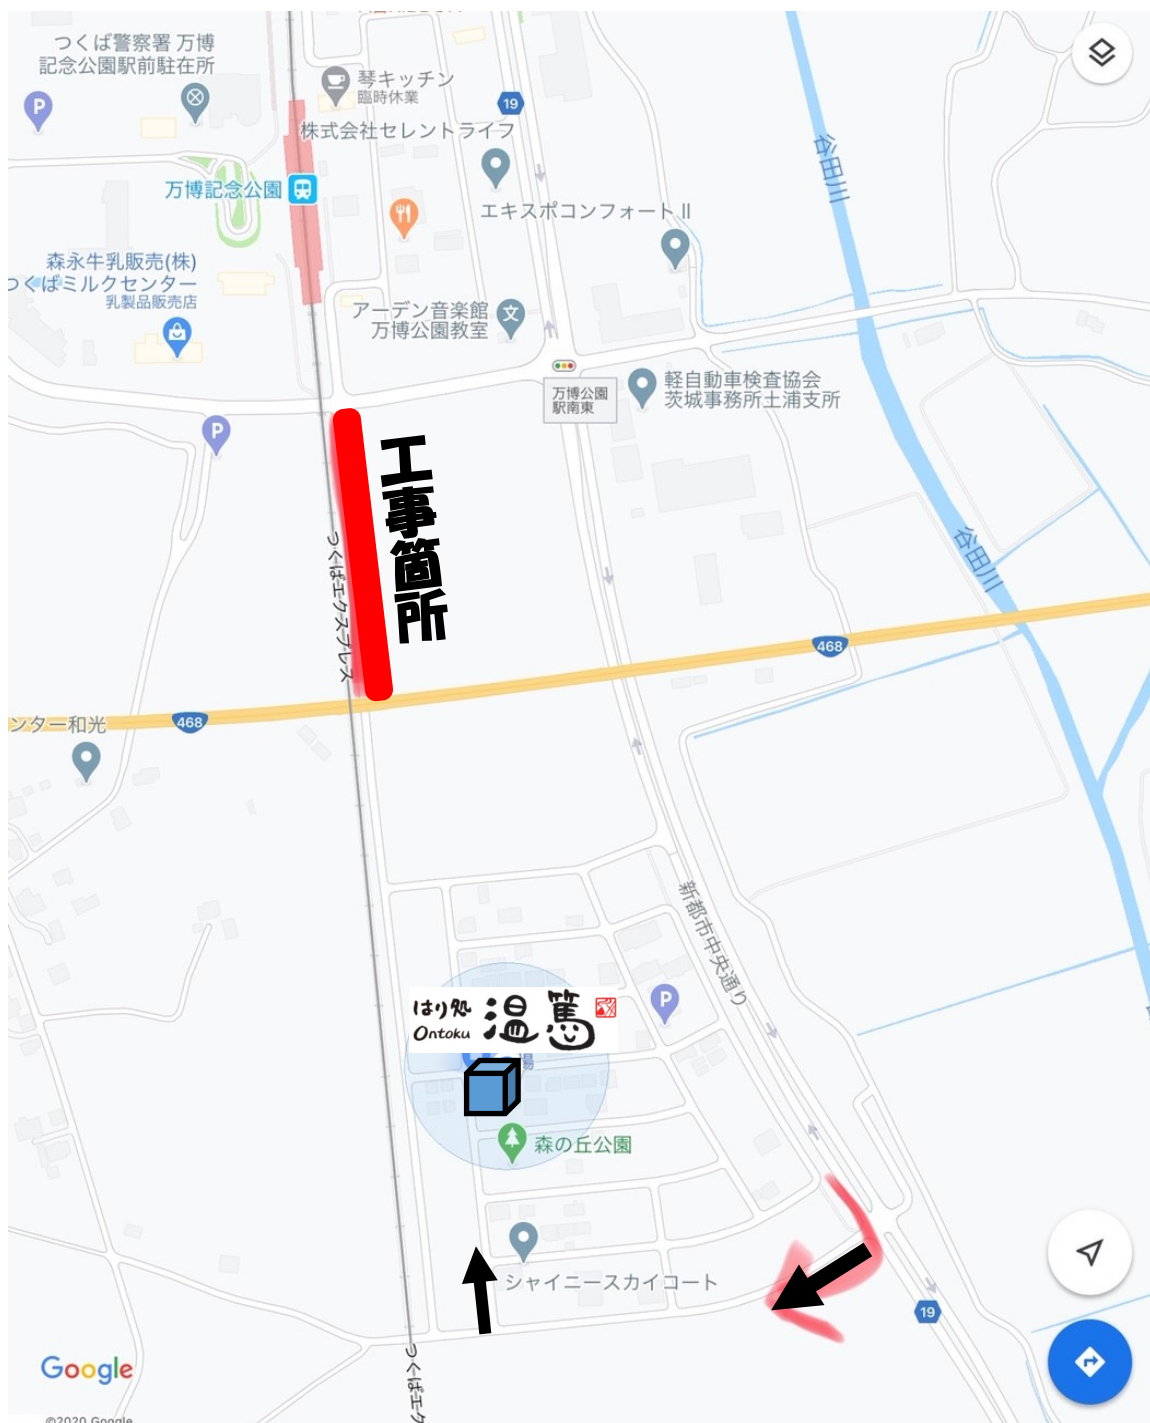 つくば警察署 万博
記念公園駅前駐在所
琴キッチン
臨時休業
19
株式会社セレントライフ
万博記念公園
エキスポコンフォートⅡ
谷田川
森永牛乳販売(株)
つくばミルクセンター
乳製品販売店
アーデン音楽館
万博公園教室
万博公園
駅南東
軽自動車検査協会
茨城事務所土浦支所
P
P
工事箇所
つくばエクスプレス
谷田川
468
468
ンター和光
新都市中央通り
P
はり処
Ontoku
温篤
場
森の丘公園
シャイニースカイコート
19
つくばエク
Google
©2020 Google